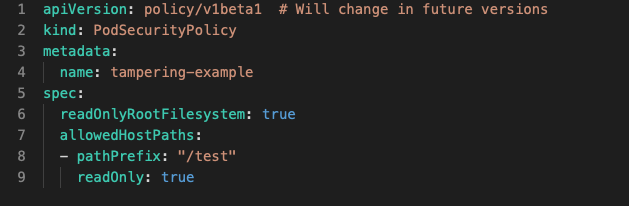 1 apiVersion: policy/v1beta1  # Will change in future versions
2 kind: PodSecurityPolicy
3 metadata:
4   name: tampering-example
5 spec:
6   readOnlyRootFilesystem: true
7   allowedHostPaths:
8   - pathPrefix: "/test"
9     readOnly: true